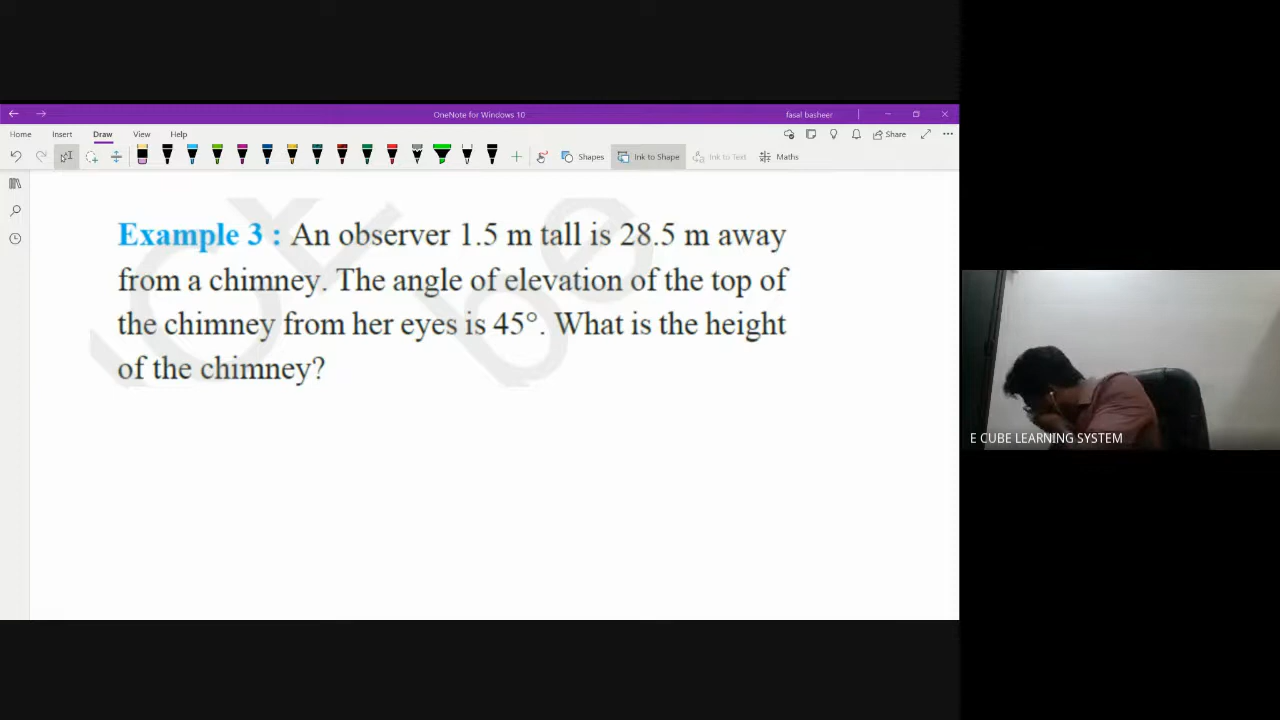 OneNote for Windows 10
fasal basheer
Home Insert Draw View Help
Share
Shapes Ink to Shape Ink to Text Maths
Example 3 : An observer 1.5 m tall is 28.5 m away
from a chimney. The angle of elevation of the top of
the chimney from her eyes is 45°. What is the height
of the chimney?
E CUBE LEARNING SYSTEM